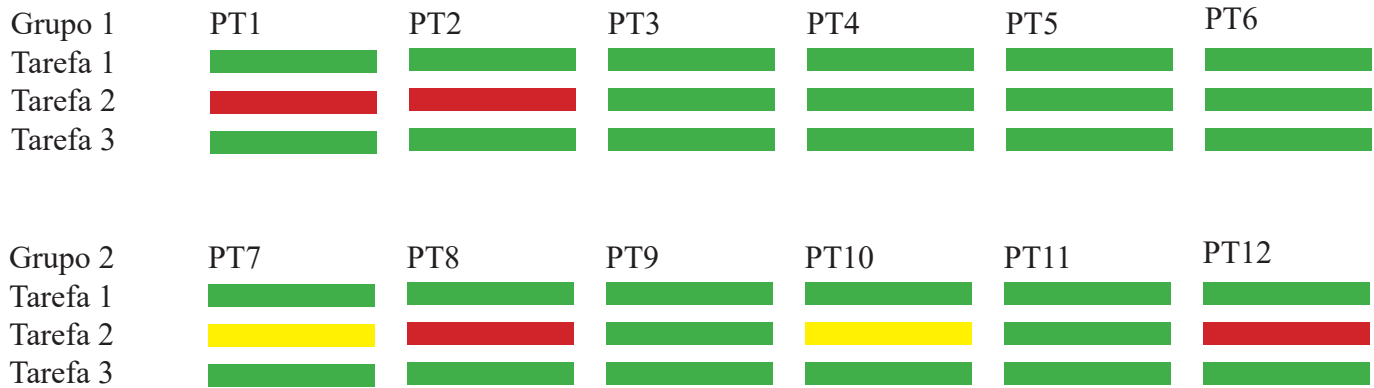 Grupo 1 PT1 PT2 PT3 PT4 PT5 PT6
Tarefa 1
Tarefa 2
Tarefa 3
Grupo 2 PT7 PT8 PT9 PT10 PT11 PT12
Tarefa 1
Tarefa 2
Tarefa 3